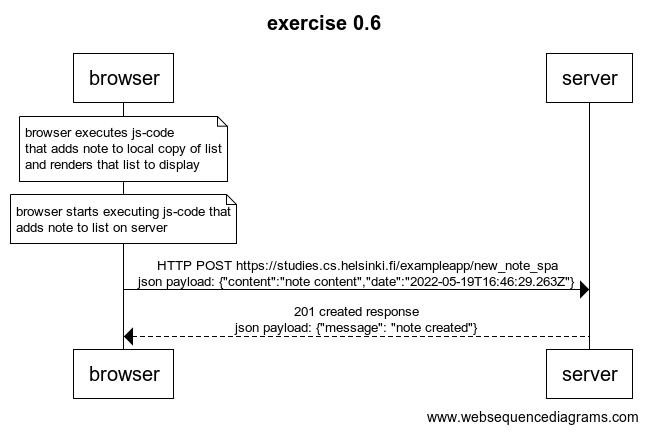 exercise 0.6
browser
server
browser executes js-code
that adds note to local copy of list
and renders that list to display
browser starts executing js-code that
adds note to list on server
HTTP POST https://studies.cs.helsinki.fi/exampleapp/new_note_spa
json payload: {"content":"note content","date":"2022-05-19T16:46:29.263Z"}
201 created response
json payload: {"message": "note created"}
browser
server
www.websequencediagrams.com